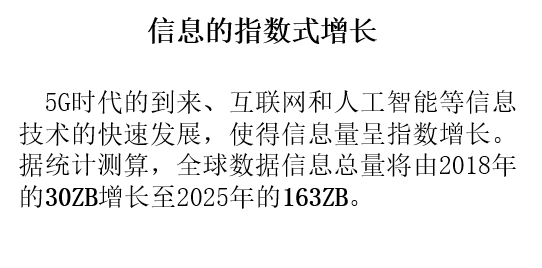 信息的指数式增长
5G时代的到来、互联网和人工智能等信息
技术的快速发展，使得信息量呈指数增长。
据统计测算，全球数据信息总量将由2018年
的30ZB增长至2025年的163ZB。